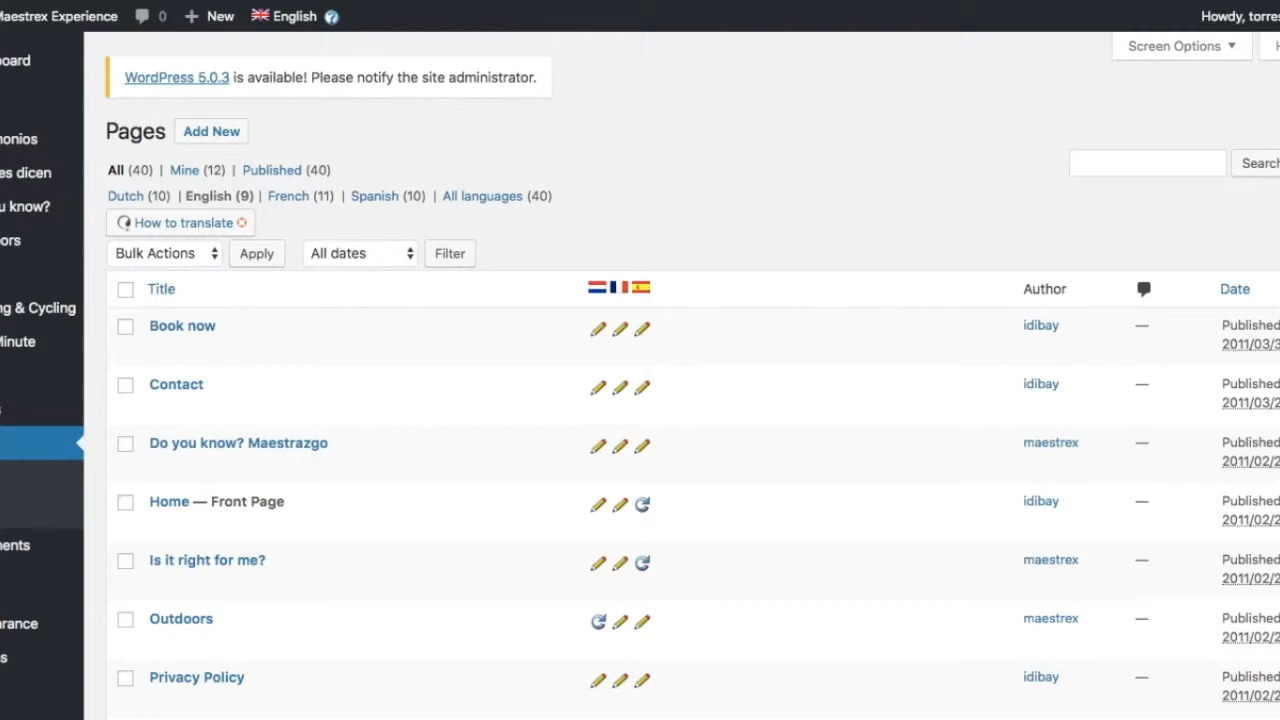 Maestrex Experience 0 New English Howdy, torres
WordPress 5.0.3 is available! Please notify the site administrator.
Screen Options
Pages Add New
All (40) | Mine (12) | Published (40)
Search
Dutch (10) | English (9) | French (11) | Spanish (10) | All languages (40)
How to translate
Bulk Actions Apply All dates Filter
Title Author Date
Book now idibay — Published
2011/03/3
Contact idibay — Published
2011/03/2
Do you know? Maestrazgo maestrex — Published
2011/02/2
Home — Front Page idibay — Published
2011/02/2
Is it right for me? maestrex — Published
2011/02/2
Outdoors maestrex — Published
2011/02/2
Privacy Policy idibay — Published
2011/02/2
oard
nonios
es dicen
u know?
ors
ng & Cycling
Minute
s
ents
arance
s